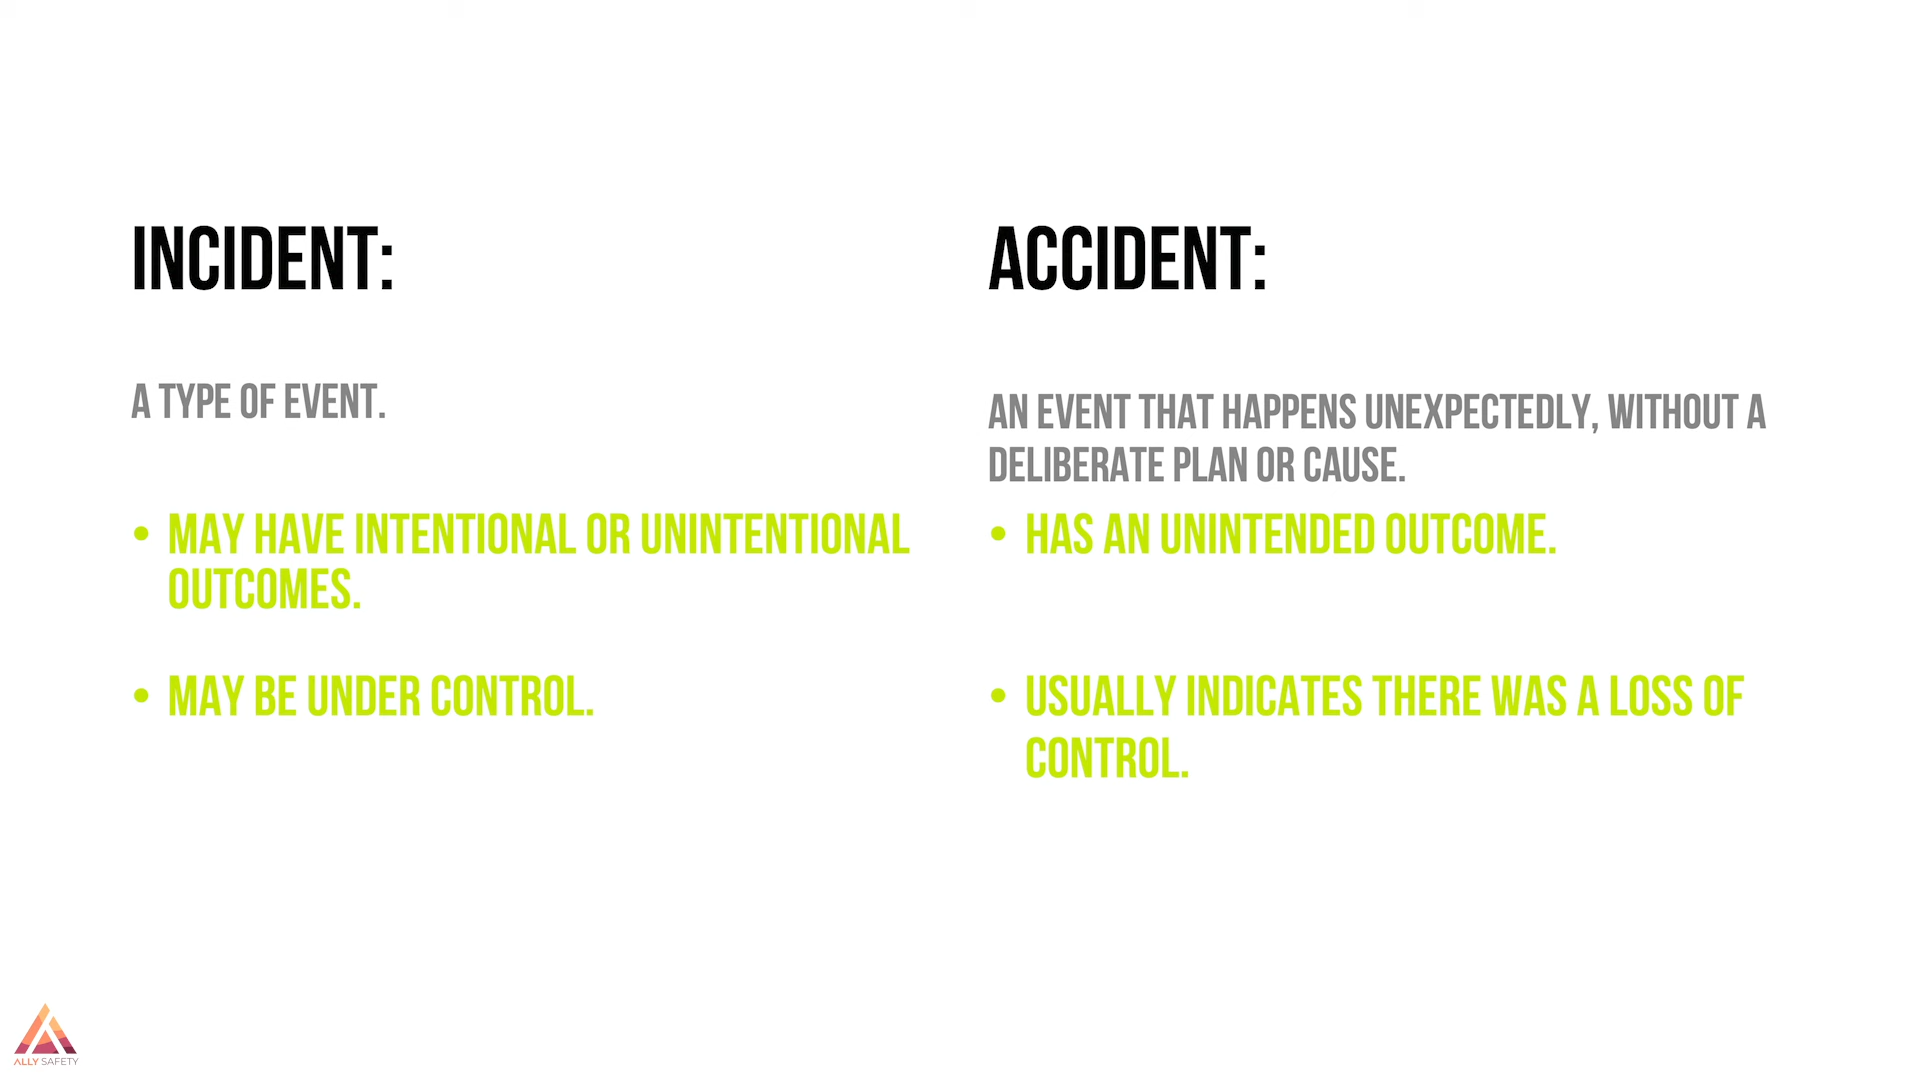 INCIDENT:
A TYPE OF EVENT.
• MAY HAVE INTENTIONAL OR UNINTENTIONAL
OUTCOMES.
• MAY BE UNDER CONTROL.
ACCIDENT:
AN EVENT THAT HAPPENS UNEXPECTEDLY, WITHOUT A
DELIBERATE PLAN OR CAUSE.
• HAS AN UNINTENDED OUTCOME.
• USUALLY INDICATES THERE WAS A LOSS OF
CONTROL.
ALLY SAFETY